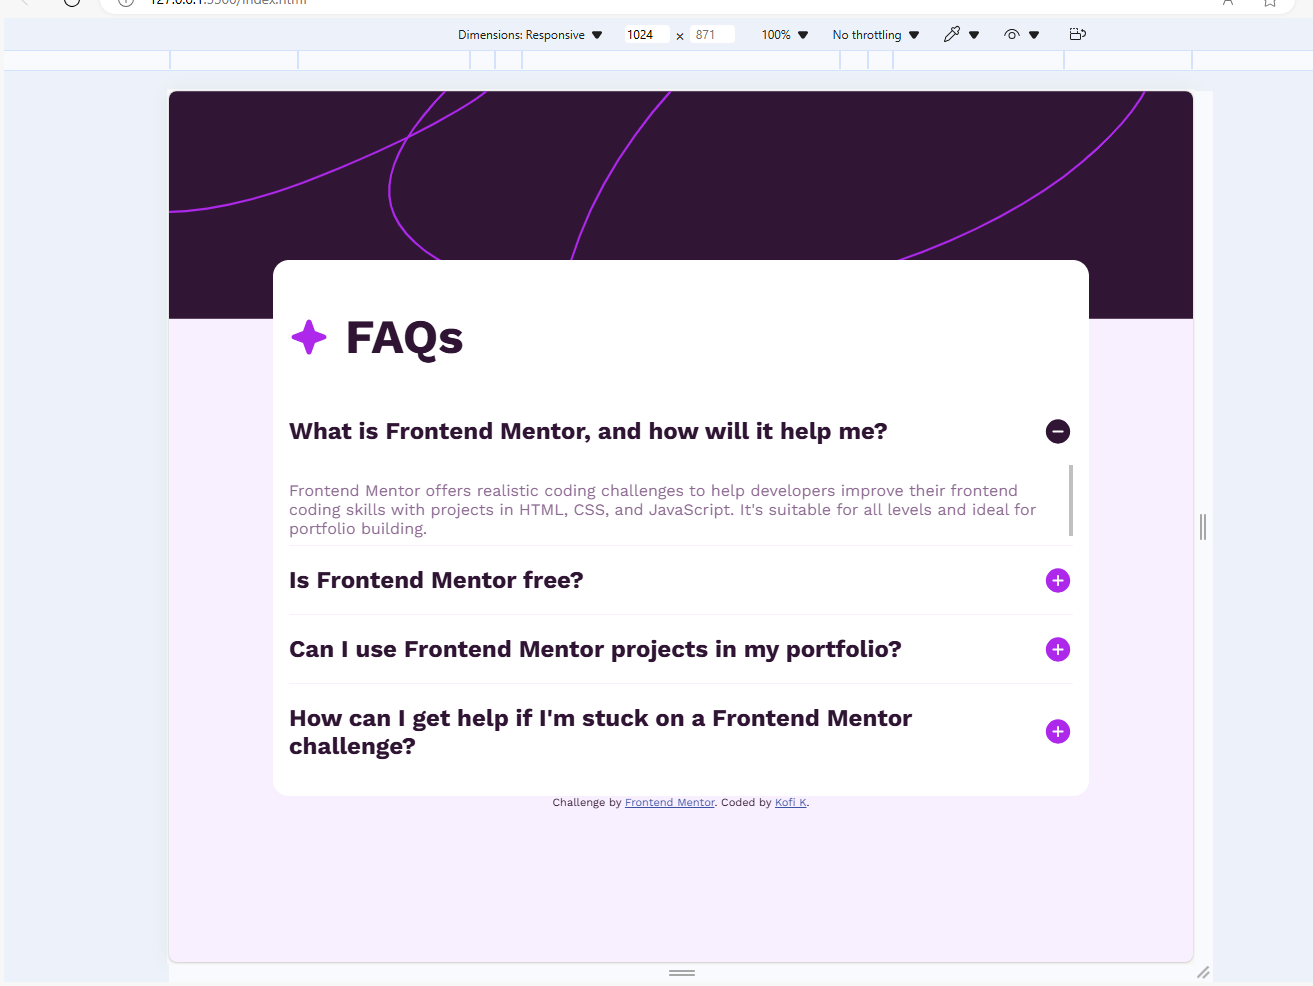 127.0.0.1:5500/index.html
Dimensions: Responsive 1024 × 871 100% No throttling
FAQs
What is Frontend Mentor, and how will it help me?
Frontend Mentor offers realistic coding challenges to help developers improve their frontend
coding skills with projects in HTML, CSS, and JavaScript. It's suitable for all levels and ideal for
portfolio building.
Is Frontend Mentor free?
Can I use Frontend Mentor projects in my portfolio?
How can I get help if I'm stuck on a Frontend Mentor
challenge?
Challenge by Frontend Mentor. Coded by Kofi K.